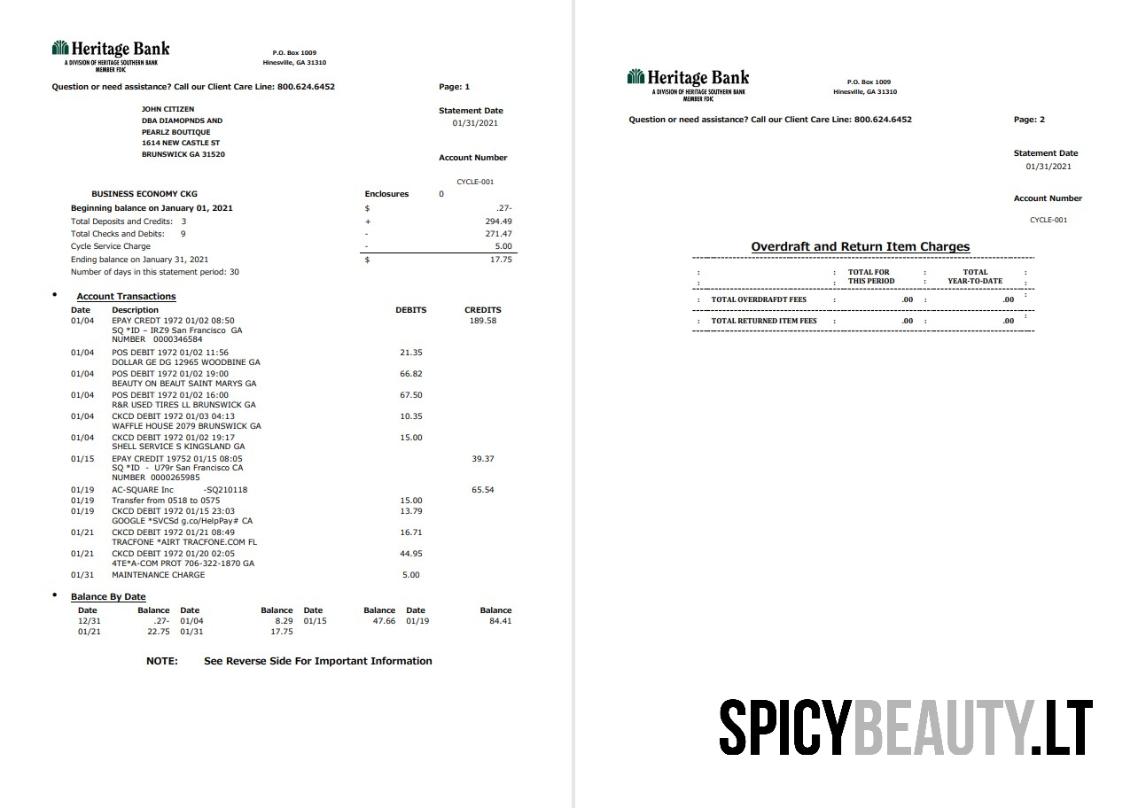 Heritage Bank
A DIVISION OF HERITAGE SOUTHERN BANK
MEMBER FDIC
P.O. Box 1009
Hinesville, GA 31310
Question or need assistance? Call our Client Care Line: 800.624.6452
Page: 1
JOHN CITIZEN
DBA DIAMOPNDS AND
PEARLZ BOUTIQUE
1614 NEW CASTLE ST
BRUNSWICK GA 31520
Statement Date
01/31/2021
Account Number
CYCLE-001
BUSINESS ECONOMY CKG Enclosures 0
Beginning balance on January 01, 2021 $ .27-
Total Deposits and Credits: 3 + 294.49
Total Checks and Debits: 9 - 271.47
Cycle Service Charge - 5.00
Ending balance on January 31, 2021 $ 17.75
Number of days in this statement period: 30
• Account Transactions
Date Description DEBITS CREDITS
01/04 EPAY CREDT 1972 01/02 08:50 189.58
SQ *ID – IRZ9 San Francisco GA
NUMBER 0000346584
01/04 POS DEBIT 1972 01/02 11:56 21.35
DOLLAR GE DG 12965 WOODBINE GA
01/04 POS DEBIT 1972 01/02 19:00 66.82
BEAUTY ON BEAUT SAINT MARYS GA
01/04 POS DEBIT 1972 01/02 16:00 67.50
R&R USED TIRES LL BRUNSWICK GA
01/04 CKCD DEBIT 1972 01/03 04:13 10.35
WAFFLE HOUSE 2079 BRUNSWICK GA
01/04 CKCD DEBIT 1972 01/02 19:17 15.00
SHELL SERVICE S KINGSLAND GA
01/15 EPAY CREDIT 19752 01/15 08:05 39.37
SQ *ID - U79r San Francisco CA
NUMBER 0000265985
01/19 AC-SQUARE Inc -SQ210118 65.54
01/19 Transfer from 0518 to 0575 15.00
01/19 CKCD DEBIT 1972 01/15 23:03 13.79
GOOGLE *SVCSd g.co/HelpPay# CA
01/21 CKCD DEBIT 1972 01/21 08:49 16.71
TRACFONE *AIRT TRACFONE.COM FL
01/21 CKCD DEBIT 1972 01/20 02:05 44.95
4TE*A-COM PROT 706-322-1870 GA
01/31 MAINTENANCE CHARGE 5.00
• Balance By Date
Date Balance Date Balance Date Balance Date Balance
12/31 .27- 01/04 8.29 01/15 47.66 01/19 84.41
01/21 22.75 01/31 17.75
NOTE: See Reverse Side For Important Information
Heritage Bank
A DIVISION OF HERITAGE SOUTHERN BANK
MEMBER FDIC
P.O. Box 1009
Hinesville, GA 31310
Question or need assistance? Call our Client Care Line: 800.624.6452
Page: 2
Statement Date
01/31/2021
Account Number
CYCLE-001
Overdraft and Return Item Charges
: : TOTAL FOR : TOTAL :
: : THIS PERIOD : YEAR-TO-DATE :
: TOTAL OVERDRAFDT FEES : .00 : .00 :
: TOTAL RETURNED ITEM FEES : .00 : .00 :
SPICYBEAUTY.LT